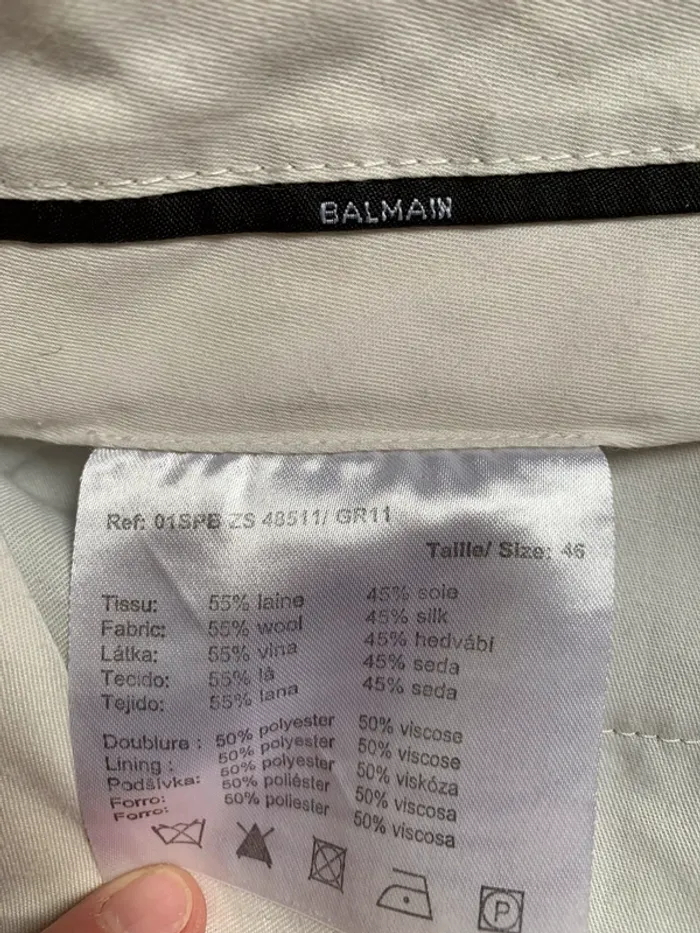 BALMAIN
Ref: 01SPB ZS 48511/ GR11
Taille/ Size: 46
Tissu: 55% laine 45% soie
Fabric: 55% wool 45% silk
Látka: 55% vlna 45% hedvábí
Tecido: 55% lã 45% seda
Tejido: 55% lana 45% seda
Doublure : 50% polyester 50% viscose
Lining : 50% polyester 50% viscose
Podšívka: 50% polyester 50% viskóza
Forro: 50% poliéster 50% viscosa
Forro: 50% poliester 50% viscosa
P